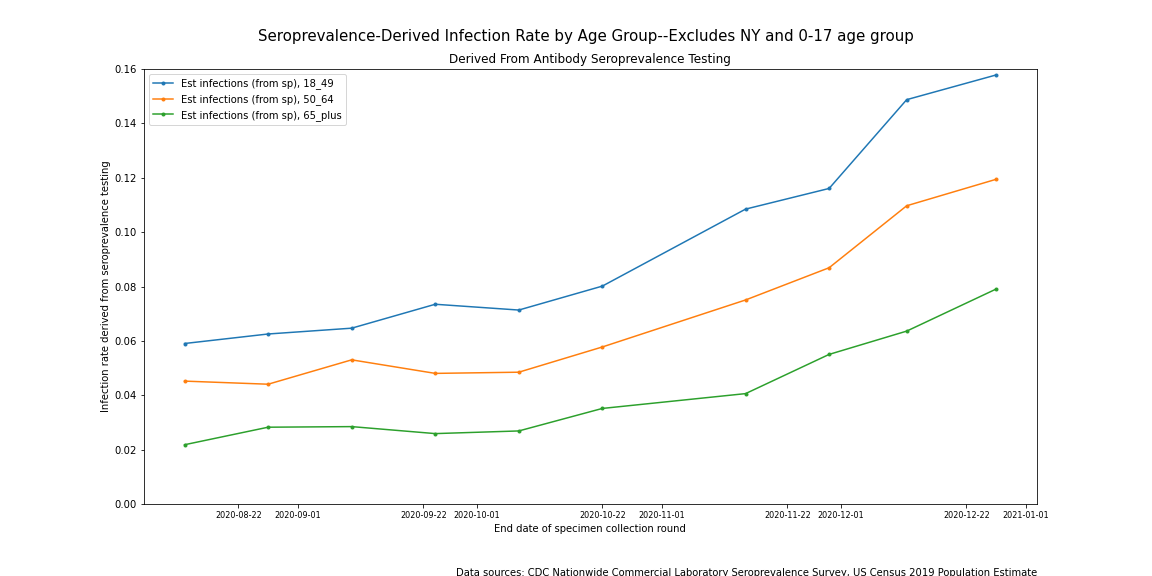 Seroprevalence-Derived Infection Rate by Age Group--Excludes NY and 0-17 age group
Derived From Antibody Seroprevalence Testing
Est infections (from sp), 18_49
Est infections (from sp), 50_64
Est infections (from sp), 65_plus
Infection rate derived from seroprevalence testing
0.16
0.14
0.12
0.10
0.08
0.06
0.04
0.02
0.00
2020-08-22 2020-09-01 2020-09-22 2020-10-01 2020-10-22 2020-11-01 2020-11-22 2020-12-01 2020-12-22 2021-01-01
End date of specimen collection round
Data sources: CDC Nationwide Commercial Laboratory Seroprevalence Survey, US Census 2019 Population Estimate